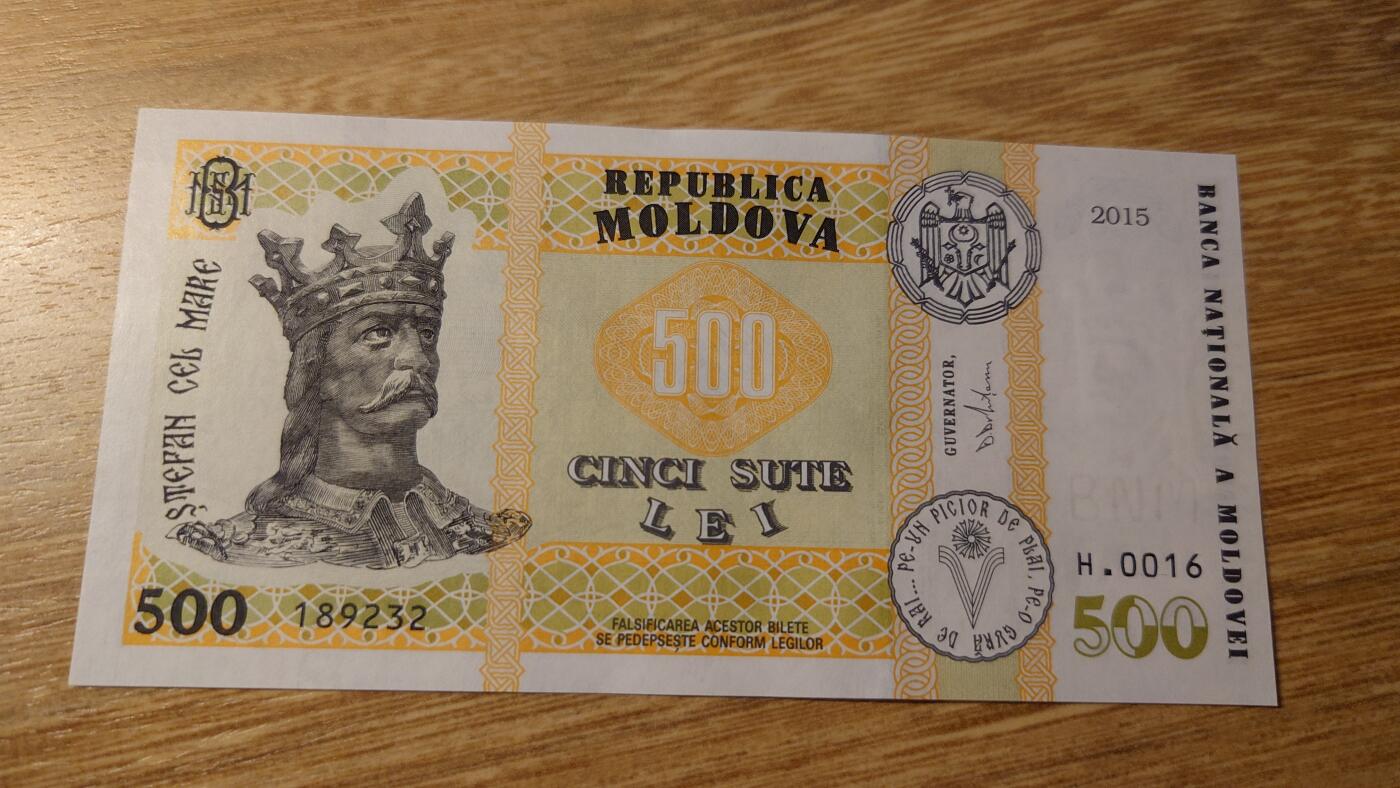 ȘTEFAN CEL MARE
500
189232
REPUBLICA
MOLDOVA
500
CINCI SUTE
LEI
FALSIFICAREA ACESTOR BILETE
SE PEDEPSEȘTE CONFORM LEGILOR
GUVERNATOR,
PE-UN PICIOR DE PLAI, PE-O GURĂ DE RAI...
2015
BNM
H.0016
500
BANCA NAȚIONALĂ A MOLDOVEI